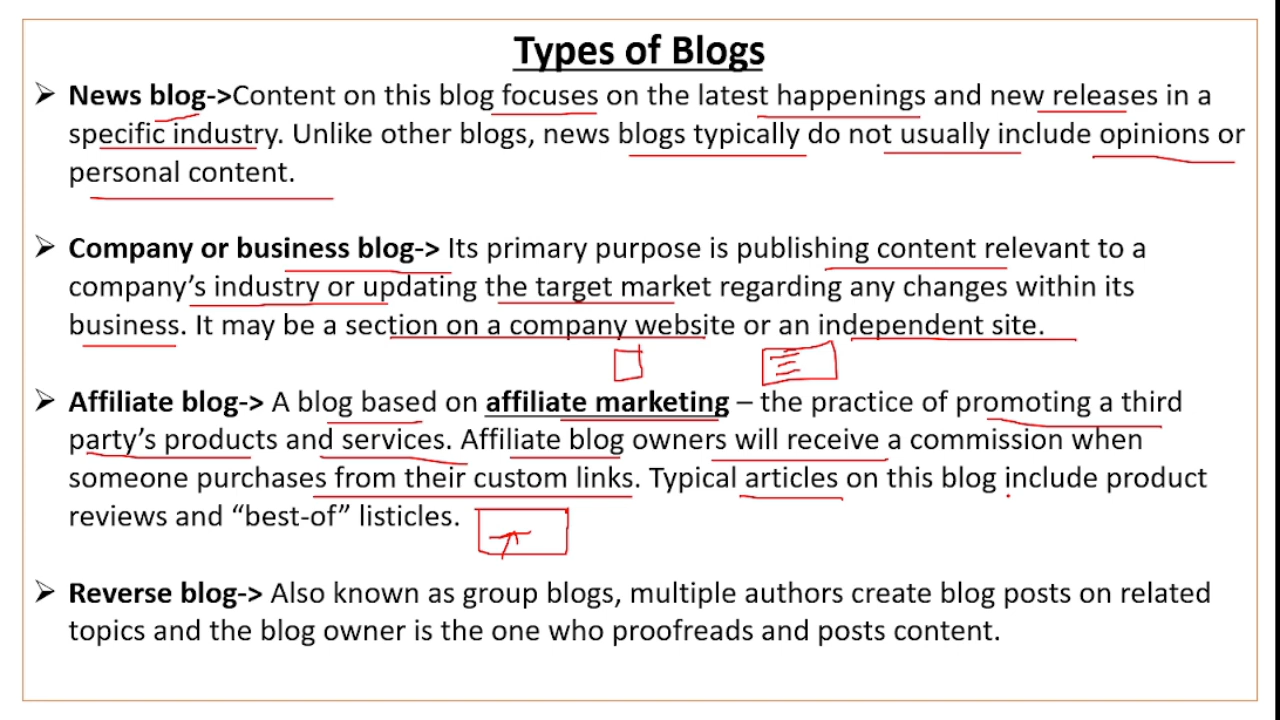 Types of Blogs
➢ News blog->Content on this blog focuses on the latest happenings and new releases in a
specific industry. Unlike other blogs, news blogs typically do not usually include opinions or
personal content.
➢ Company or business blog-> Its primary purpose is publishing content relevant to a
company’s industry or updating the target market regarding any changes within its
business. It may be a section on a company website or an independent site.
➢ Affiliate blog-> A blog based on affiliate marketing – the practice of promoting a third
party’s products and services. Affiliate blog owners will receive a commission when
someone purchases from their custom links. Typical articles on this blog include product
reviews and “best-of” listicles.
➢ Reverse blog-> Also known as group blogs, multiple authors create blog posts on related
topics and the blog owner is the one who proofreads and posts content.